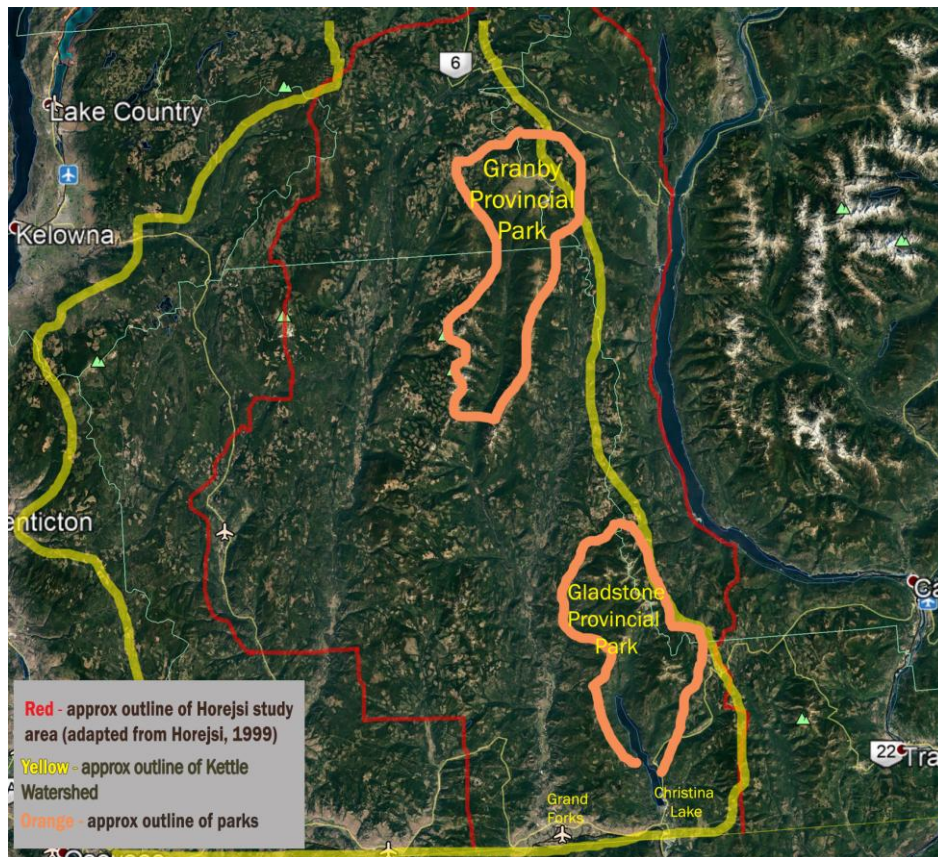 6
Lake Country
Granby
Provincial
Park
Kelowna
enticton
Gladstone
Provincial
Park
Ca
Red - approx outline of Horejsi study
area (adapted from Horejsi, 1999)
Yellow - approx outline of Kettle
Watershed
Orange - approx outline of parks
22
Tra
Grand
Forks
Christina
Lake